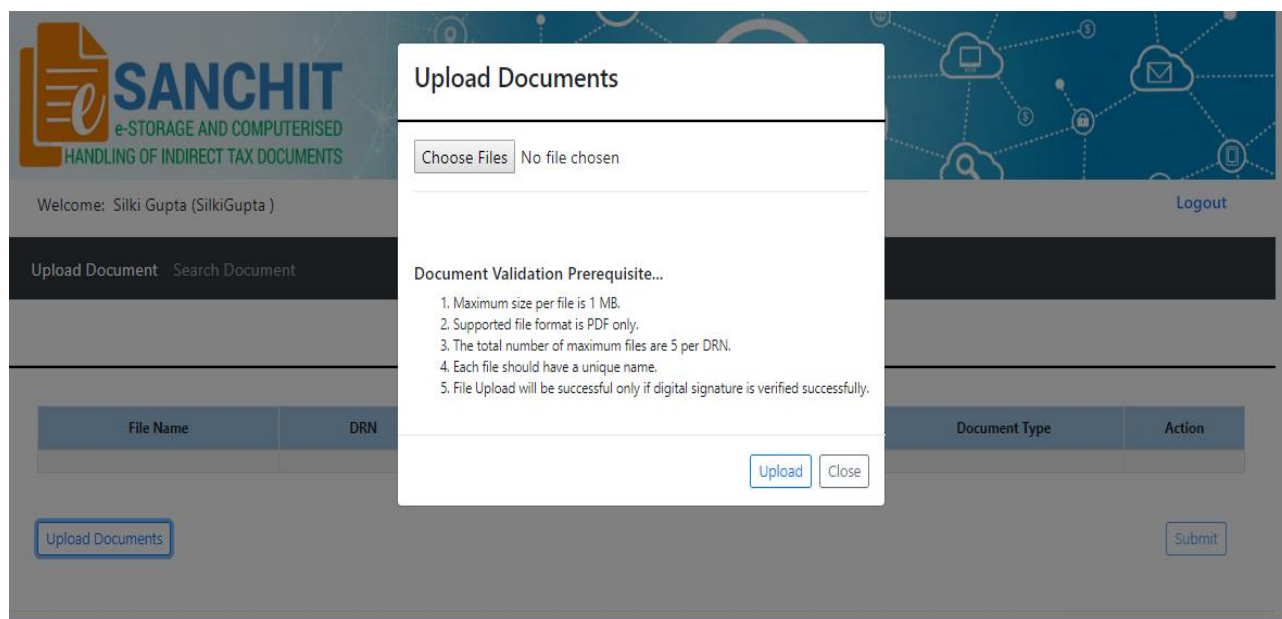 SANCHIT
e-STORAGE AND COMPUTERISED
HANDLING OF INDIRECT TAX DOCUMENTS
Welcome: Silki Gupta (SilkiGupta )
Logout
Upload Document Search Document
Upload Documents
Choose Files No file chosen
Document Validation Prerequisite...
1. Maximum size per file is 1 MB.
2. Supported file format is PDF only.
3. The total number of maximum files are 5 per DRN.
4. Each file should have a unique name.
5. File Upload will be successful only if digital signature is verified successfully.
Upload Close
File Name DRN Document Type Action
Upload Documents Submit